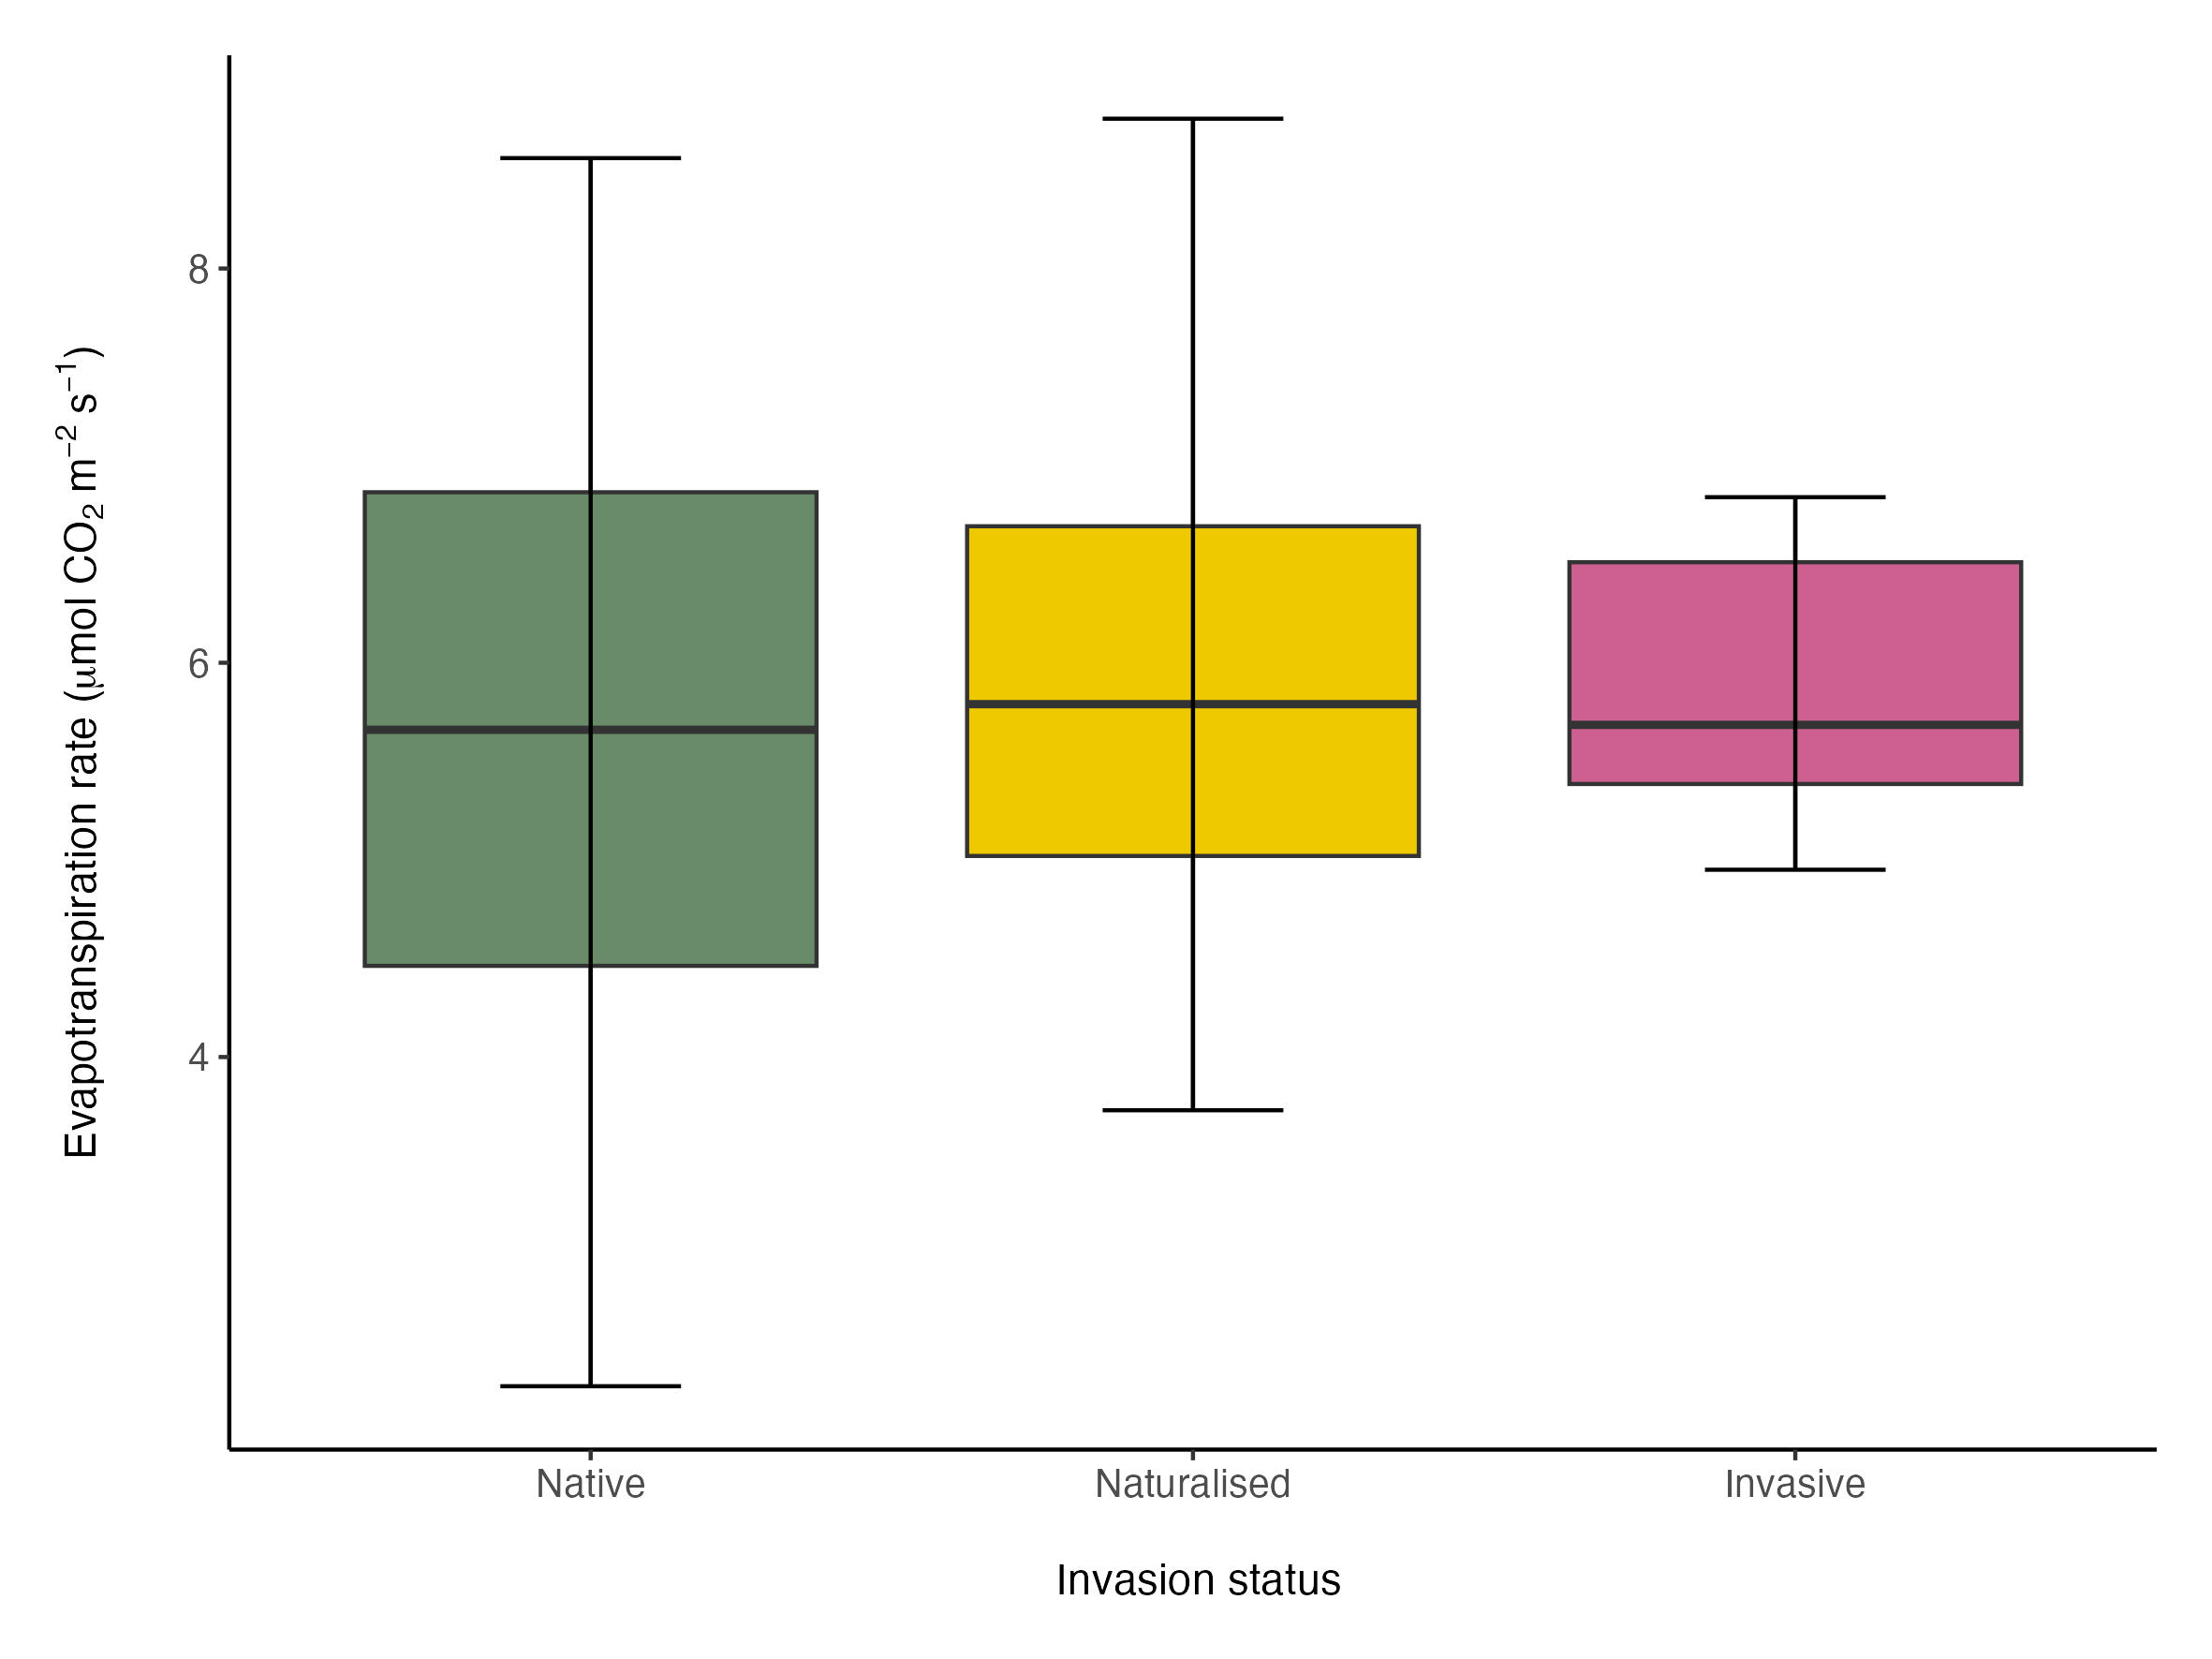 Evapotranspiration rate (μmol CO₂ m⁻² s⁻¹)
8
6
4
Native Naturalised Invasive
Invasion status